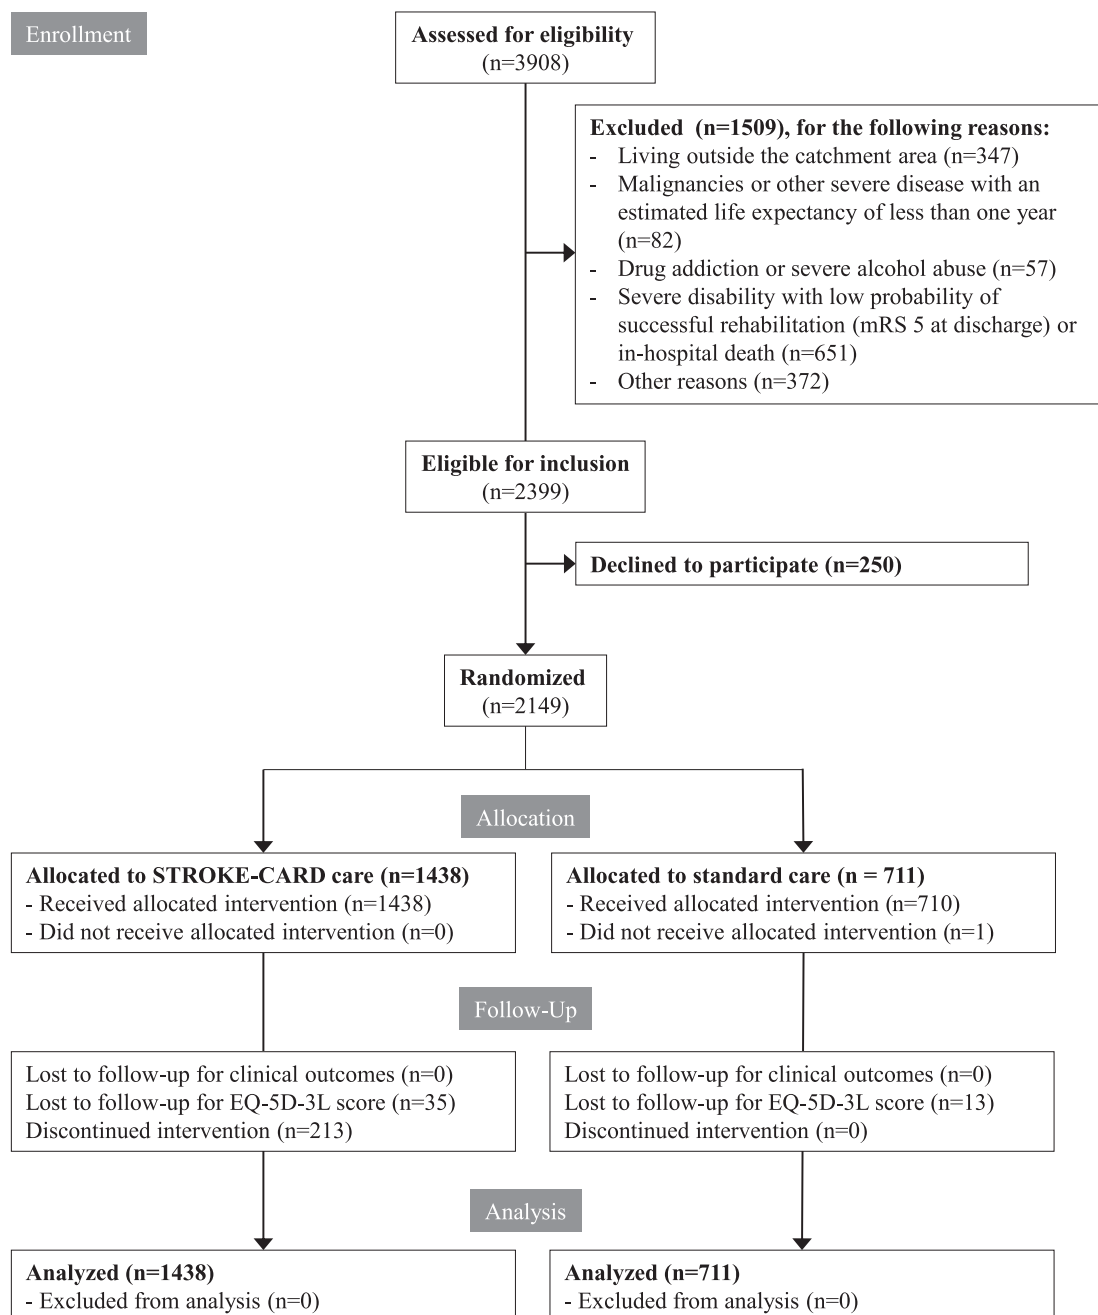 Enrollment
Assessed for eligibility
(n=3908)
Excluded (n=1509), for the following reasons:
- Living outside the catchment area (n=347)
- Malignancies or other severe disease with an
estimated life expectancy of less than one year
(n=82)
- Drug addiction or severe alcohol abuse (n=57)
- Severe disability with low probability of
successful rehabilitation (mRS 5 at discharge) or
in-hospital death (n=651)
- Other reasons (n=372)
Eligible for inclusion
(n=2399)
Declined to participate (n=250)
Randomized
(n=2149)
Allocation
Allocated to STROKE-CARD care (n=1438)
- Received allocated intervention (n=1438)
- Did not receive allocated intervention (n=0)
Allocated to standard care (n = 711)
- Received allocated intervention (n=710)
- Did not receive allocated intervention (n=1)
Follow-Up
Lost to follow-up for clinical outcomes (n=0)
Lost to follow-up for EQ-5D-3L score (n=35)
Discontinued intervention (n=213)
Lost to follow-up for clinical outcomes (n=0)
Lost to follow-up for EQ-5D-3L score (n=13)
Discontinued intervention (n=0)
Analysis
Analyzed (n=1438)
- Excluded from analysis (n=0)
Analyzed (n=711)
- Excluded from analysis (n=0)